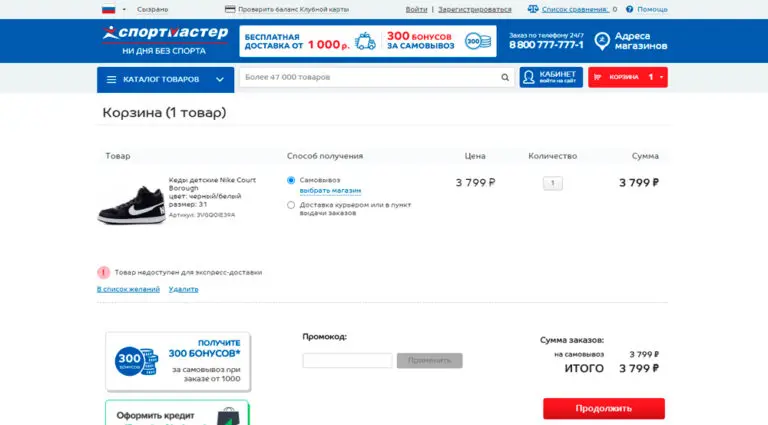 Сызрань
Проверить баланс Клубной карты
Войти | Зарегистрироваться
Список сравнения: 0
Помощь
спортмастер
НИ ДНЯ БЕЗ СПОРТА
БЕСПЛАТНАЯ
ДОСТАВКА ОТ 1 000 р.
300 БОНУСОВ
ЗА САМОВЫВОЗ
300
Заказ по телефону 24/7
8 800 777-777-1
Адреса
магазинов
КАТАЛОГ ТОВАРОВ
Более 47 000 товаров
КАБИНЕТ
войти на сайт
КОРЗИНА 1
Корзина (1 товар)
Товар Способ получения Цена Количество Сумма
Кеды детские Nike Court
Borough
цвет: черный/белый
размер: 31
Самовывоз
выбрать магазин
Доставка курьером или в пункт
выдачи заказов
3 799 ₽
1
3 799 ₽
! Товар недоступен для экспресс-доставки
В список желаний Удалить
ПОЛУЧИТЕ
300 БОНУСОВ*
за самовывоз при
заказе от 1000
300
бонусов
Оформить кредит
Промокод:
Применить
Сумма заказов:
на самовывоз 3 799 ₽
ИТОГО 3 799 ₽
Продолжить